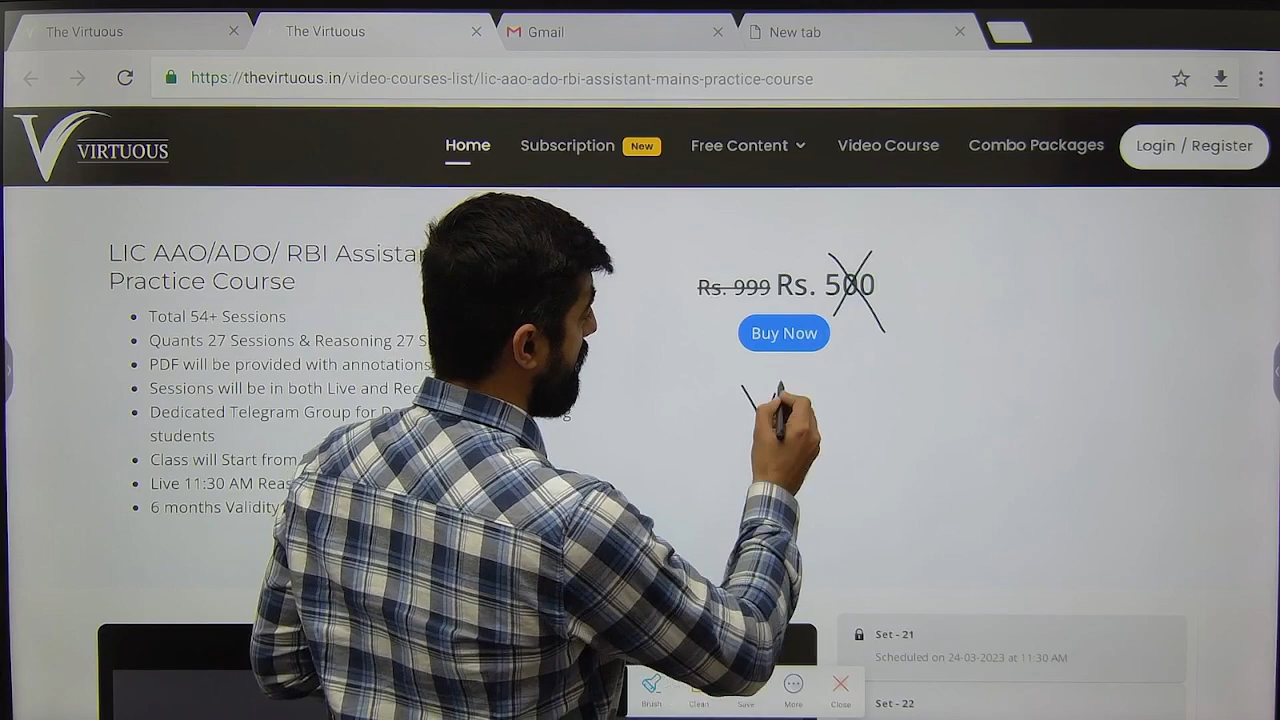 The Virtuous
The Virtuous
Gmail
New tab
https://thevirtuous.in/video-courses-list/lic-aao-ado-rbi-assistant-mains-practice-course
VIRTUOUS
Home
Subscription New
Free Content
Video Course
Combo Packages
Login / Register
LIC AAO/ADO/ RBI
Practice Course
Total 54+ Sessions
Quants 27 Sessions & Reasoning 27
PDF will be provided with annotations
Sessions will be in both Live and
Dedicated Telegram Group for
students
Class will Start from
Live 11:30 AM
6 months Validity
Rs. 999 Rs. 500
Buy Now
Set - 21
Scheduled on 24-03-2023 at 11:30 AM
Set - 22
Brush
Clean
Save
More
Close